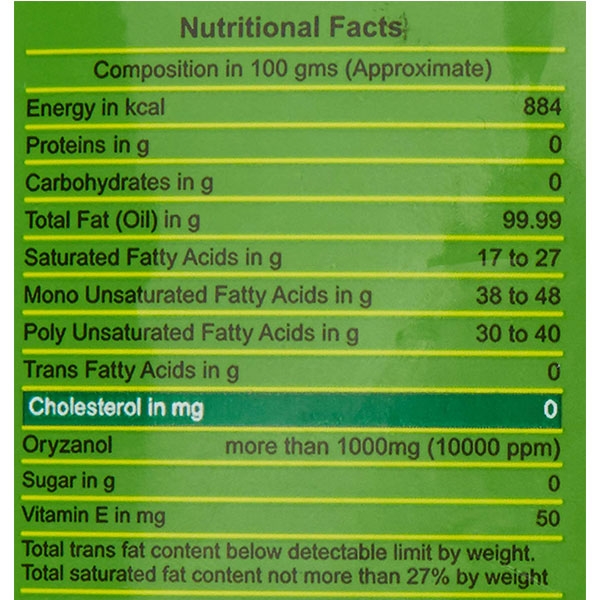 Nutritional Facts
Composition in 100 gms (Approximate)
Energy in kcal 884
Proteins in g 0
Carbohydrates in g 0
Total Fat (Oil) in g 99.99
Saturated Fatty Acids in g 17 to 27
Mono Unsaturated Fatty Acids in g 38 to 48
Poly Unsaturated Fatty Acids in g 30 to 40
Trans Fatty Acids in g 0
Cholesterol in mg 0
Oryzanol more than 1000mg (10000 ppm)
Sugar in g 0
Vitamin E in mg 50
Total trans fat content below detectable limit by weight.
Total saturated fat content not more than 27% by weight